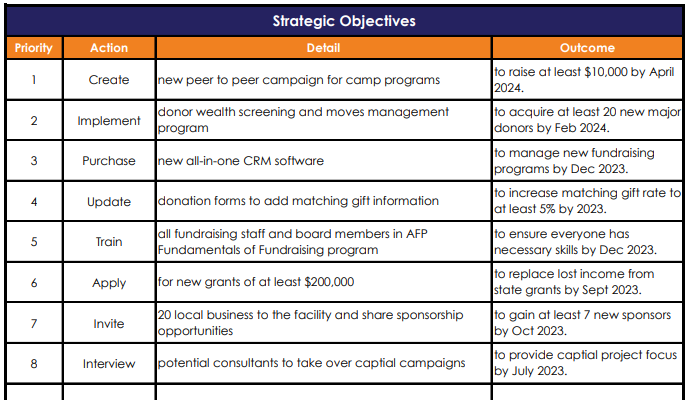 Strategic Objectives
Priority Action Detail Outcome
1 Create new peer to peer campaign for camp programs to raise at least $10,000 by April
2024.
2 Implement donor wealth screening and moves management
program to acquire at least 20 new major
donors by Feb 2024.
3 Purchase new all-in-one CRM software to manage new fundraising
programs by Dec 2023.
4 Update donation forms to add matching gift information to increase matching gift rate to
at least 5% by 2023.
5 Train all fundraising staff and board members in AFP
Fundamentals of Fundraising program to ensure everyone has
necessary skills by Dec 2023.
6 Apply for new grants of at least $200,000 to replace lost income from
state grants by Sept 2023.
7 Invite 20 local business to the facility and share sponsorship
opportunities to gain at least 7 new sponsors
by Oct 2023.
8 Interview potential consultants to take over captial campaigns to provide captial project focus
by July 2023.